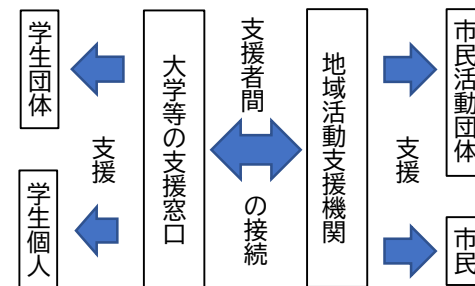 学生団体
学生個人
支援
大学等の支援窓口
支援者間
の接続
地域活動支援機関
支援
市民活動団体
市民